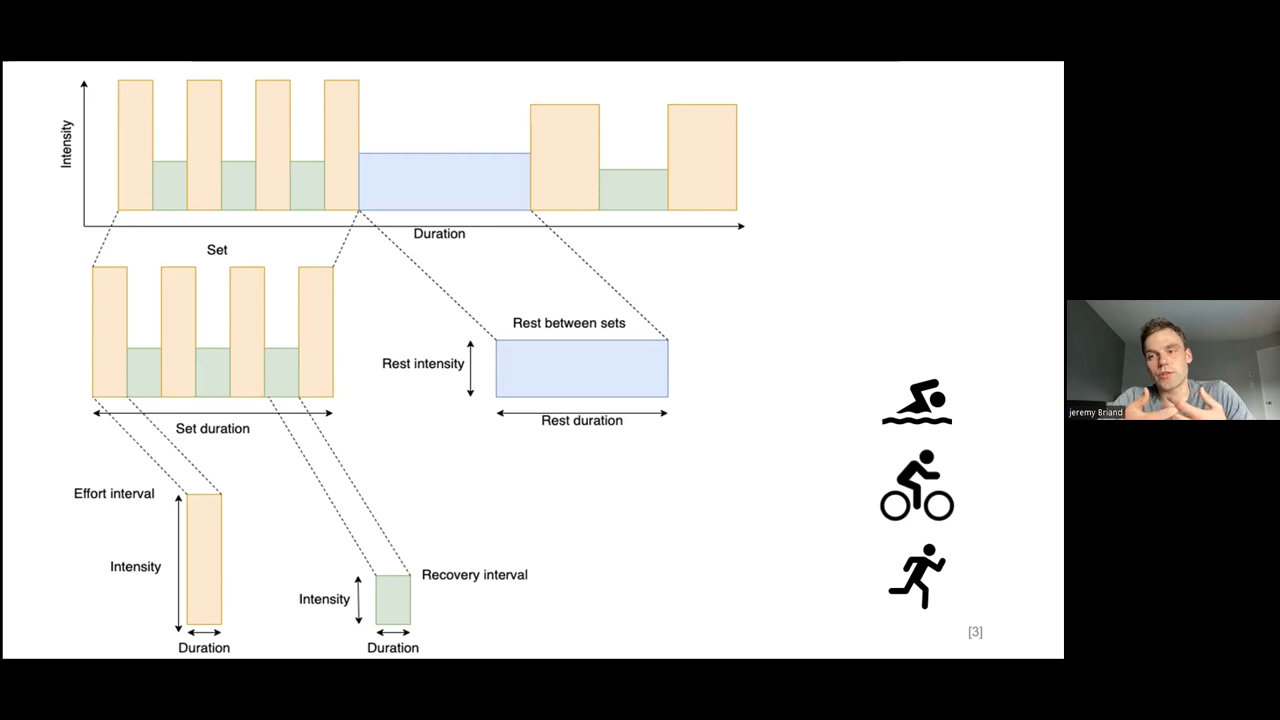 Intensity
Duration
Set
Rest between sets
Rest intensity
Rest duration
Set duration
Effort interval
Intensity
Duration
Recovery interval
Intensity
Duration
[3]
jeremy Briand